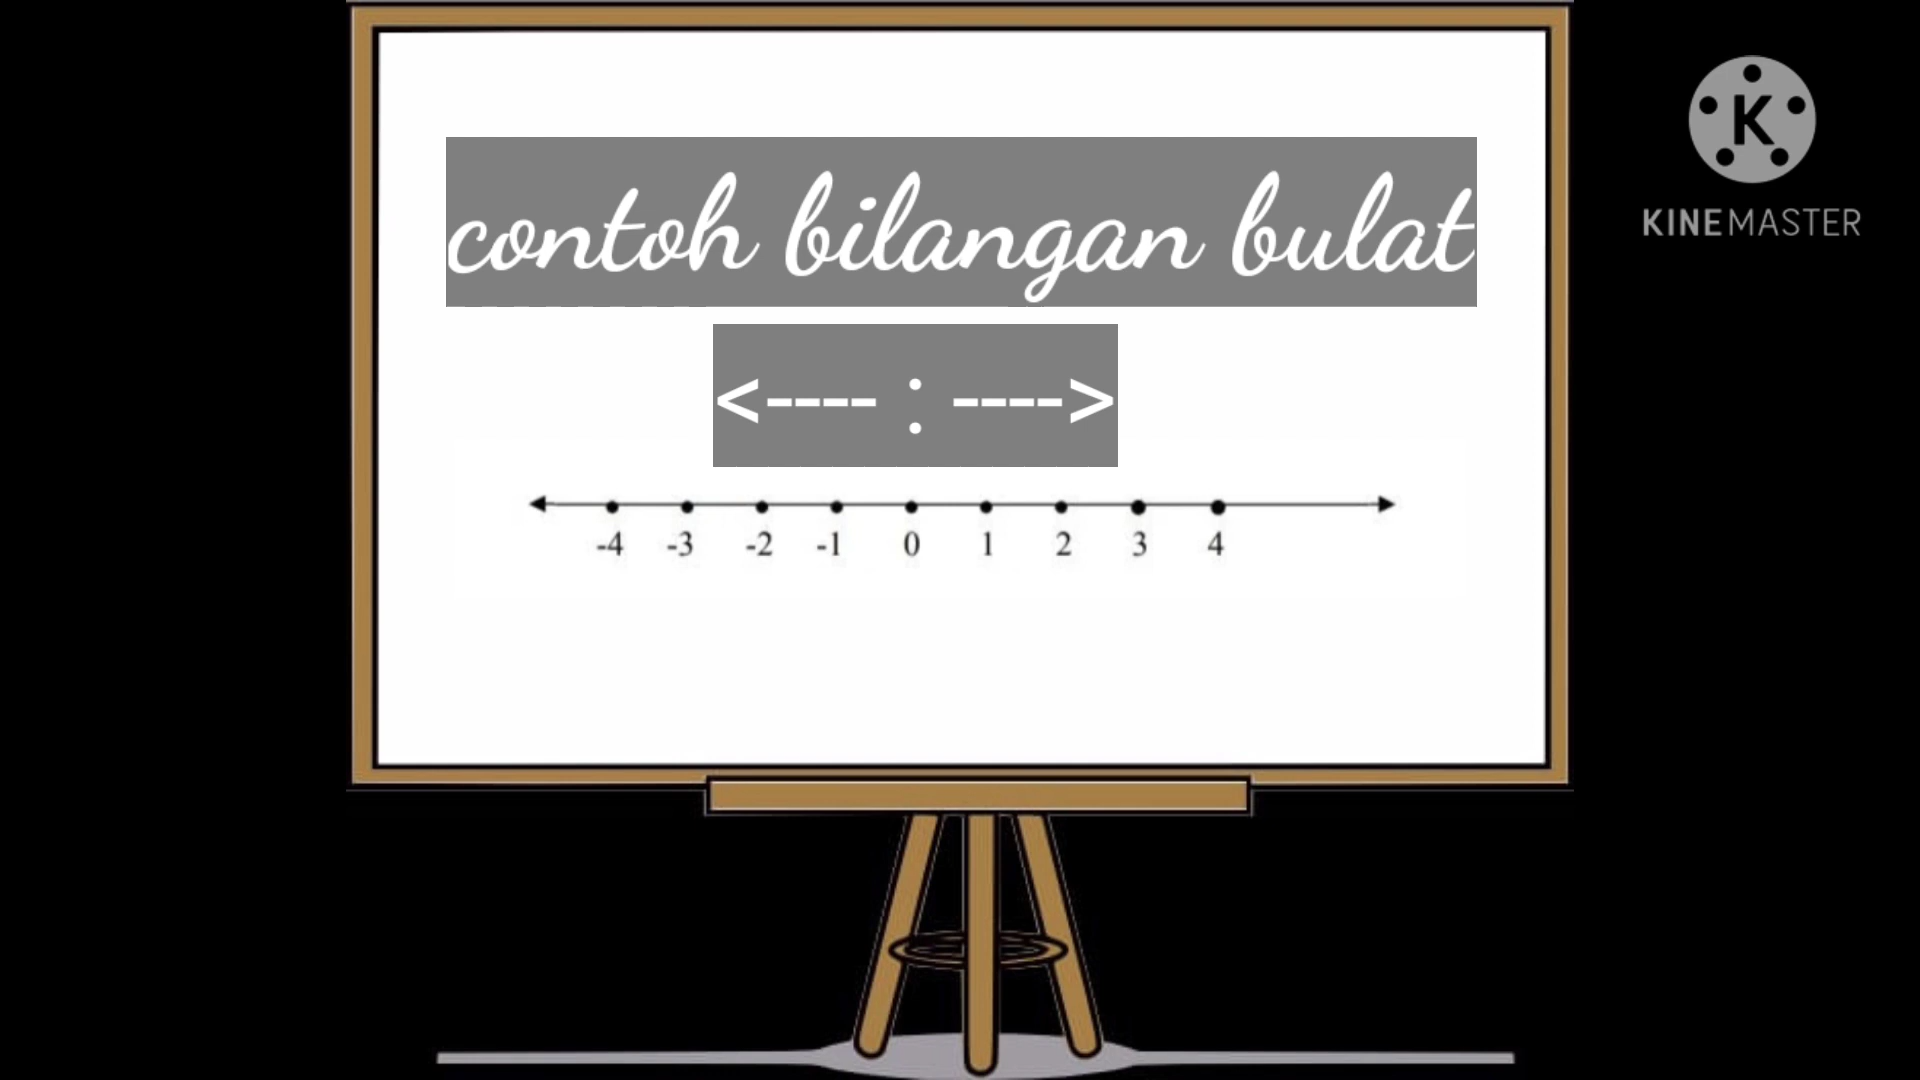 contoh bilangan bulat
<---- : ---->
-4 -3 -2 -1 0 1 2 3 4
K
KINEMASTER